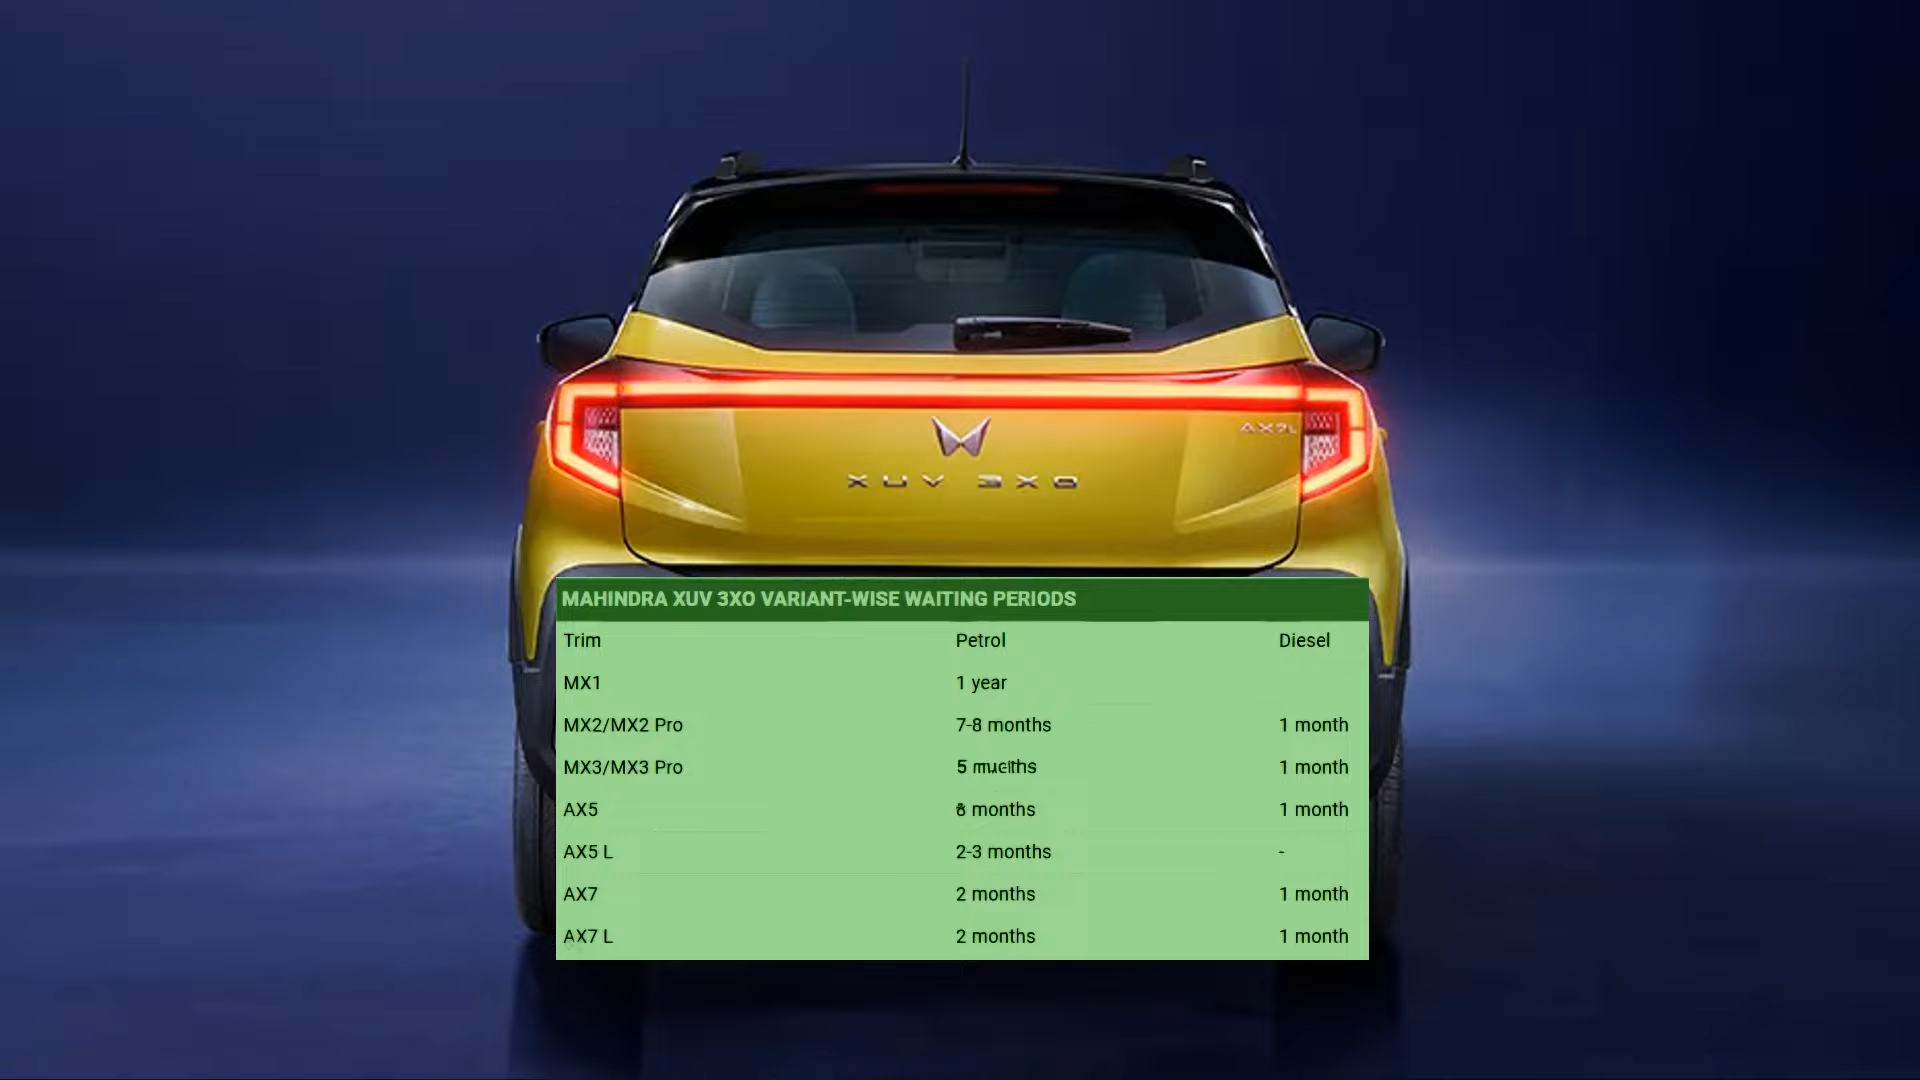 AX7L
XUV 3XO
MAHINDRA XUV 3XO VARIANT-WISE WAITING PERIODS
Trim Petrol Diesel
MX1 1 year
MX2/MX2 Pro 7-8 months 1 month
MX3/MX3 Pro 5 1 month
AX5 months 1 month
AX5 L 2-3 months -
AX7 2 months 1 month
AX7 L 2 months 1 month